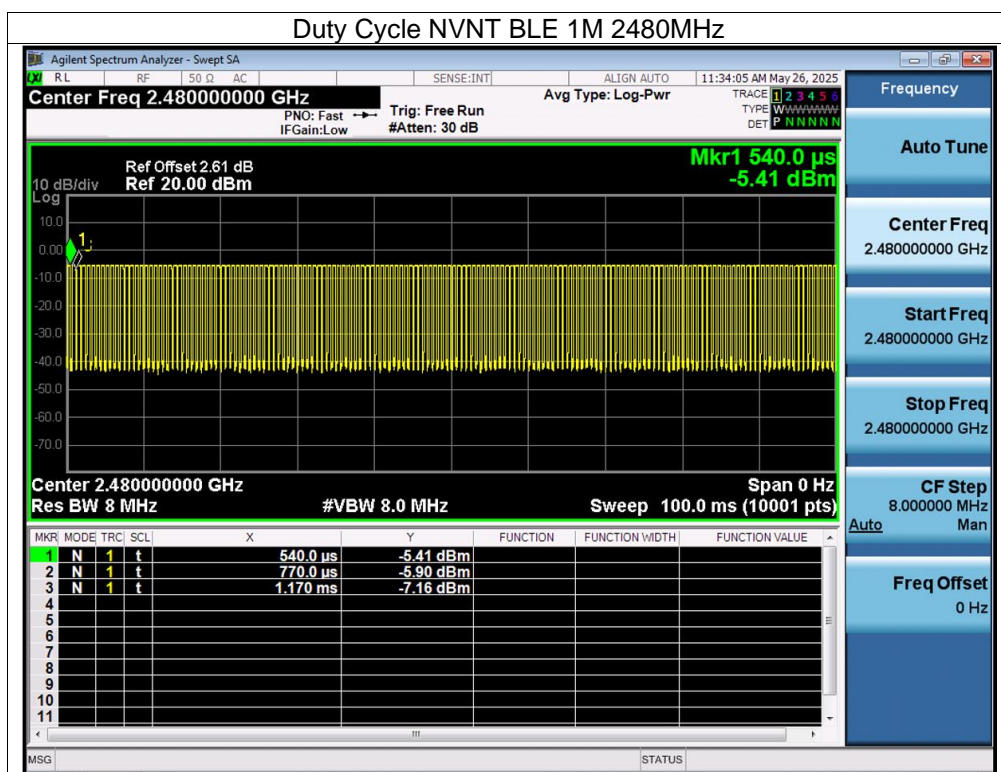 Duty Cycle NVNT BLE 1M 2480MHz
Agilent Spectrum Analyzer - Swept SA
RL RF 50 Ω AC SENSE:INT ALIGN AUTO 11:34:05 AM May 26, 2025
Center Freq 2.480000000 GHz
PNO: Fast
IFGain:Low
Trig: Free Run
#Atten: 30 dB
Avg Type: Log-Pwr
TRACE 1 2 3 4 5 6
TYPE WWWWWW
DET P N N N N N
Ref Offset 2.61 dB
10 dB/div Ref 20.00 dBm
Log
Mkr1 540.0 µs
-5.41 dBm
10.0
0.00
-10.0
-20.0
-30.0
-40.0
-50.0
-60.0
-70.0
1
Center 2.480000000 GHz Span 0 Hz
Res BW 8 MHz #VBW 8.0 MHz Sweep 100.0 ms (10001 pts)
MKR MODE TRC SCL X Y FUNCTION FUNCTION WIDTH FUNCTION VALUE
1 N 1 t 540.0 µs -5.41 dBm
2 N 1 t 770.0 µs -5.90 dBm
3 N 1 t 1.170 ms -7.16 dBm
4
5
6
7
8
9
10
11
MSG STATUS
Frequency
Auto Tune
Center Freq
2.480000000 GHz
Start Freq
2.480000000 GHz
Stop Freq
2.480000000 GHz
CF Step
8.000000 MHz
Auto Man
Freq Offset
0 Hz